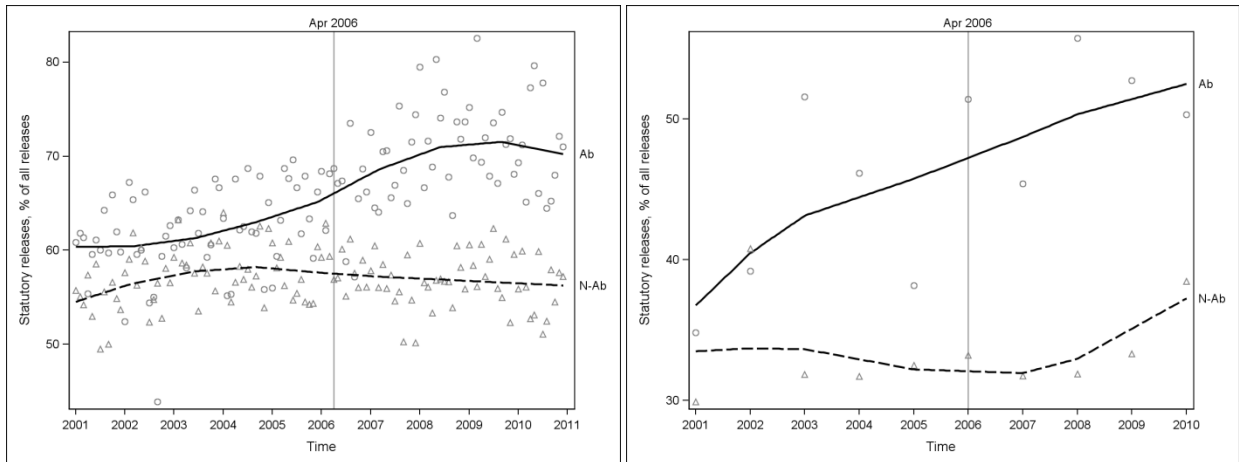 Apr 2006
Statutory releases, % of all releases
80
70
60
50
Ab
N-Ab
2001 2002 2003 2004 2005 2006 2007 2008 2009 2010 2011
Time
Apr 2006
Statutory releases, % of all releases
50
40
30
Ab
N-Ab
2001 2002 2003 2004 2005 2006 2007 2008 2009 2010
Time